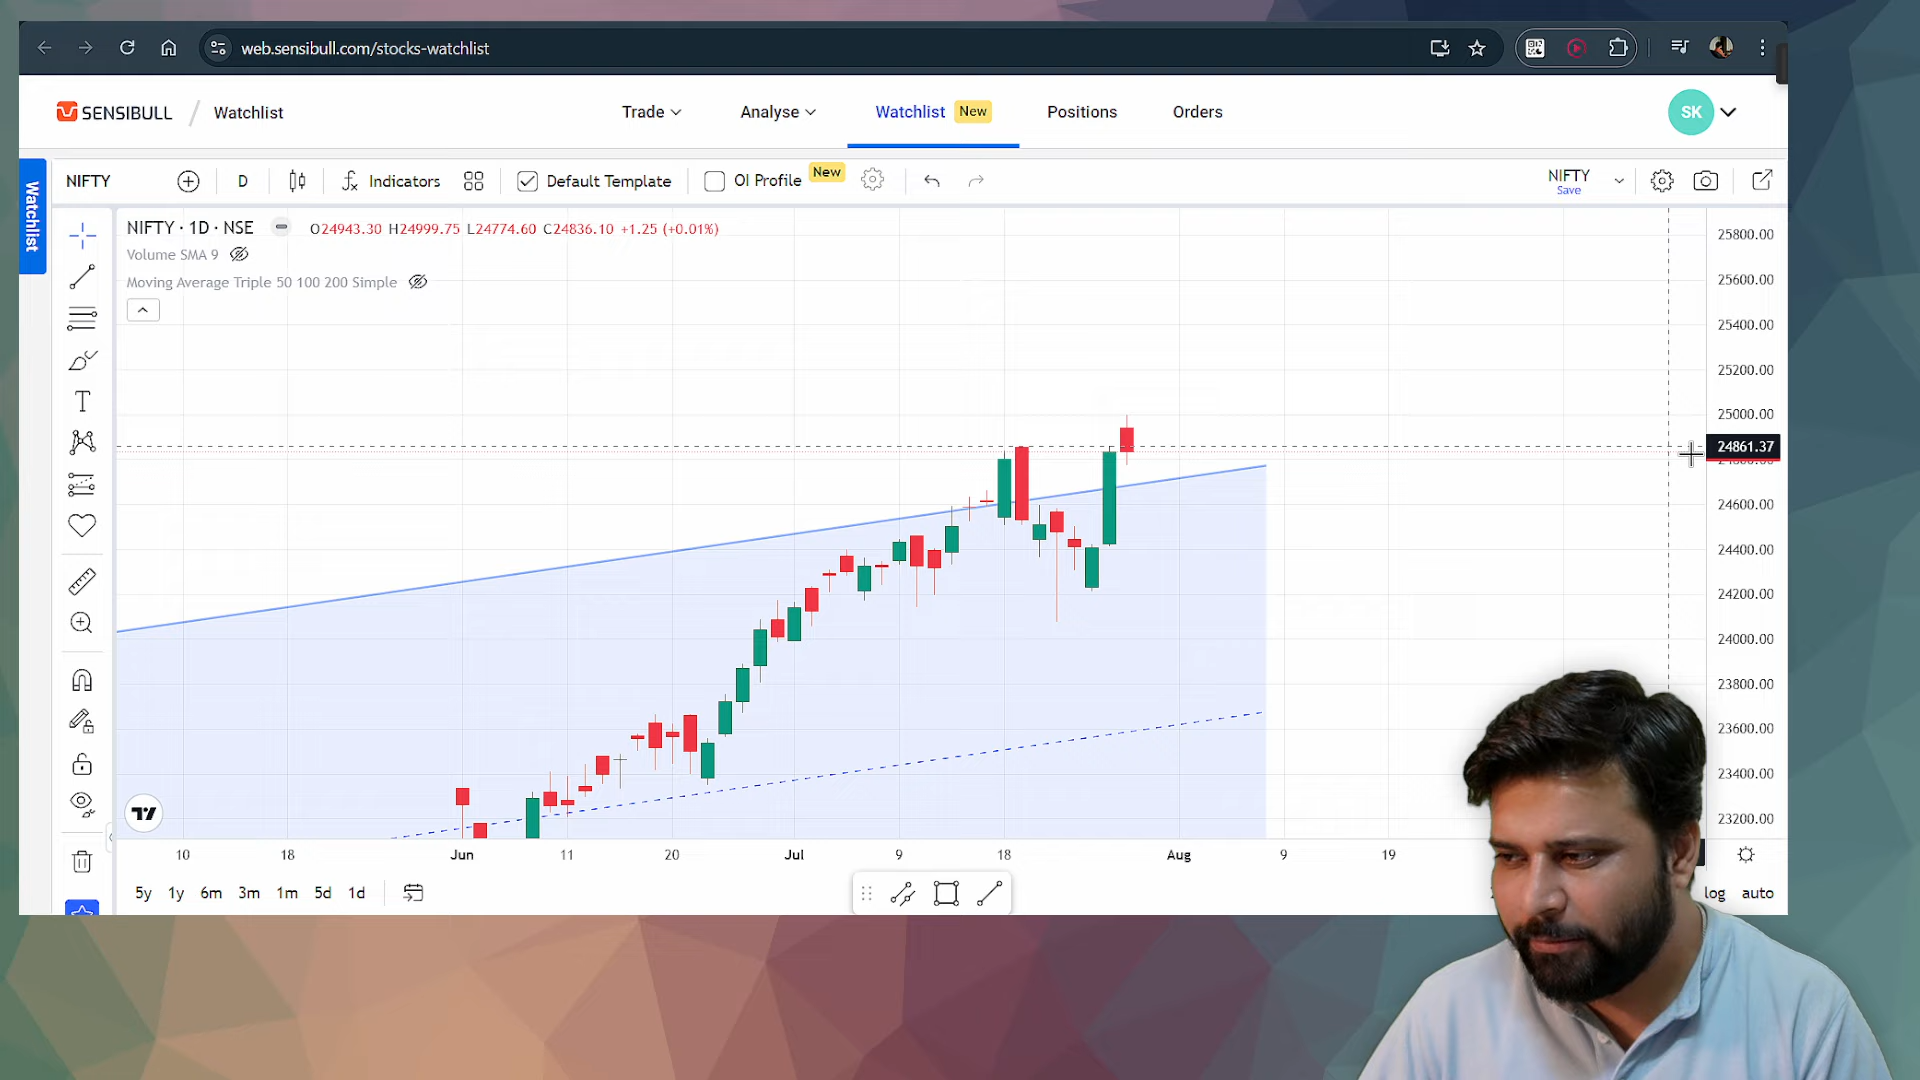 web.sensibull.com/stocks-watchlist
SENSIBULL / Watchlist
Trade
Analyse
Watchlist New
Positions
Orders
SK
Watchlist
NIFTY
D
Indicators
Default Template
OI Profile New
NIFTY
Save
NIFTY · 1D · NSE
O24943.30 H24999.75 L24774.60 C24836.10 +1.25 (+0.01%)
Volume SMA 9
Moving Average Triple 50 100 200 Simple
25800.00
25600.00
25400.00
25200.00
25000.00
24861.37
24600.00
24400.00
24200.00
24000.00
23800.00
23600.00
23400.00
23200.00
10 18 Jun 11 20 Jul 9 18 Aug 9 19
5y 1y 6m 3m 1m 5d 1d
log auto